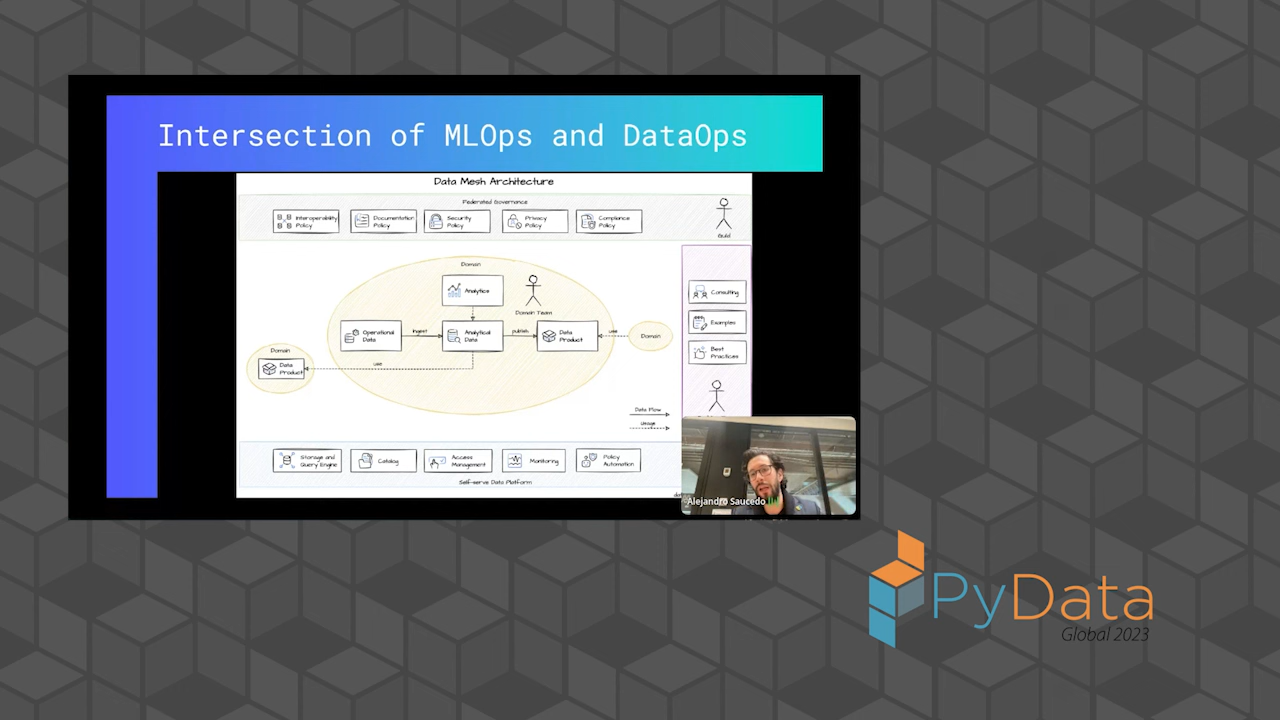 Intersection of MLOps and DataOps
Data Mesh Architecture
Federated Governance
Interoperability
Policy
Documentation
Policy
Security
Policy
Privacy
Policy
Compliance
Policy
Guild
Domain
Analytics
Domain Team
Operational
Data
ingest
Analytical
Data
publish
Data
Product
use
Domain
Domain
Data
Product
use
Consulting
Examples
Best
Practices
Data Flow
Usage
Storage and
Query Engine
Catalog
Access
Management
Monitoring
Policy
Automation
Self-serve Data Platform
Alejandro Saucedo
PyData
Global 2023